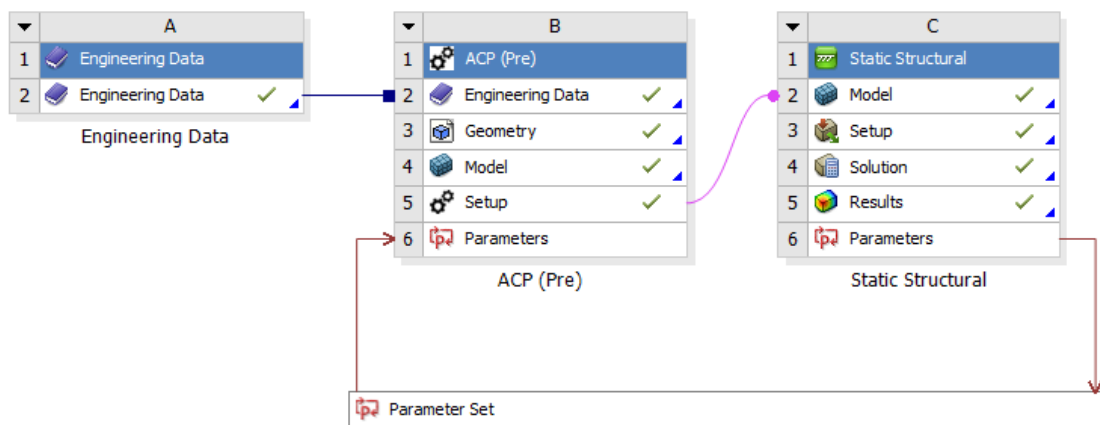 A
1 Engineering Data
2 Engineering Data
Engineering Data
B
1 ACP (Pre)
2 Engineering Data
3 Geometry
4 Model
5 Setup
6 Parameters
ACP (Pre)
C
1 Static Structural
2 Model
3 Setup
4 Solution
5 Results
6 Parameters
Static Structural
Parameter Set